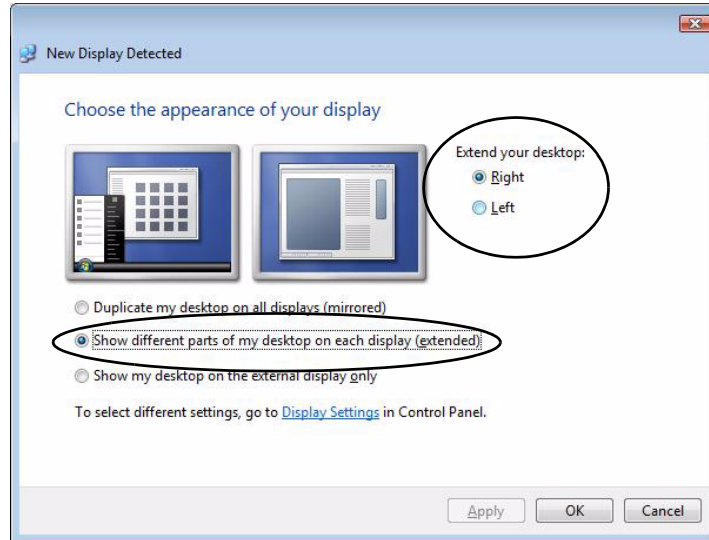 New Display Detected
Choose the appearance of your display
Extend your desktop:
Right
Left
Duplicate my desktop on all displays (mirrored)
Show different parts of my desktop on each display (extended)
Show my desktop on the external display only
To select different settings, go to Display Settings in Control Panel.
Apply OK Cancel